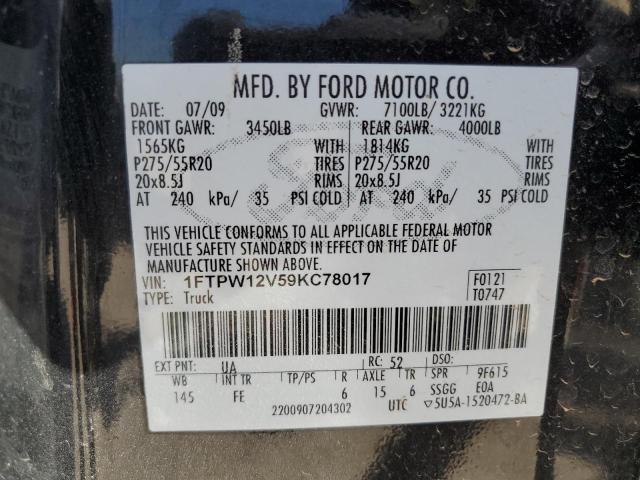 MFD. BY FORD MOTOR CO.
DATE: 07/09 GVWR: 7100LB/ 3221KG
FRONT GAWR: 3450LB REAR GAWR: 4000LB
1565KG WITH 1814KG WITH
P275/55R20 TIRES P275/55R20 TIRES
20x8.5J RIMS 20x8.5J RIMS
AT 240 kPa/ 35 PSI COLD AT 240 kPa/ 35 PSI COLD
Ford
THIS VEHICLE CONFORMS TO ALL APPLICABLE FEDERAL MOTOR
VEHICLE SAFETY STANDARDS IN EFFECT ON THE DATE OF
MANUFACTURE SHOWN ABOVE.
VIN: 1FTPW12V59KC78017 F0121
TYPE: Truck T0747
EXT PNT: UA RC: 52 DSO:
WB INT TR TP/PS R AXLE TR SPR 9F615
145 FE 6 15 6 SSGG E0A
2200907204302 UTC ▽5U5A-1520472-BA